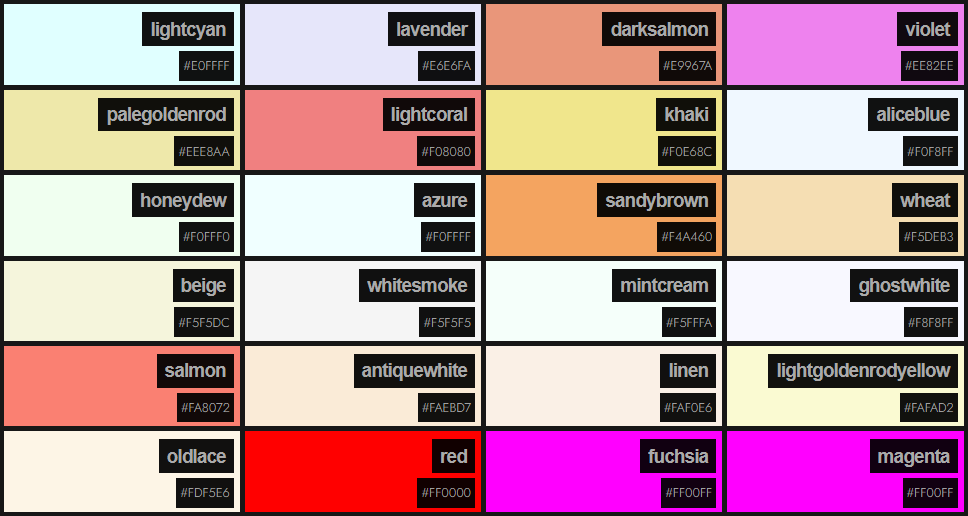 lightcyan
#E0FFFF
lavender
#E6E6FA
darksalmon
#E9967A
violet
#EE82EE
palegoldenrod
#EEE8AA
lightcoral
#F08080
khaki
#F0E68C
aliceblue
#F0F8FF
honeydew
#F0FFF0
azure
#F0FFFF
sandybrown
#F4A460
wheat
#F5DEB3
beige
#F5F5DC
whitesmoke
#F5F5F5
mintcream
#F5FFFA
ghostwhite
#F8F8FF
salmon
#FA8072
antiquewhite
#FAEBD7
linen
#FAF0E6
lightgoldenrodyellow
#FAFAD2
oldlace
#FDF5E6
red
#FF0000
fuchsia
#FF00FF
magenta
#FF00FF